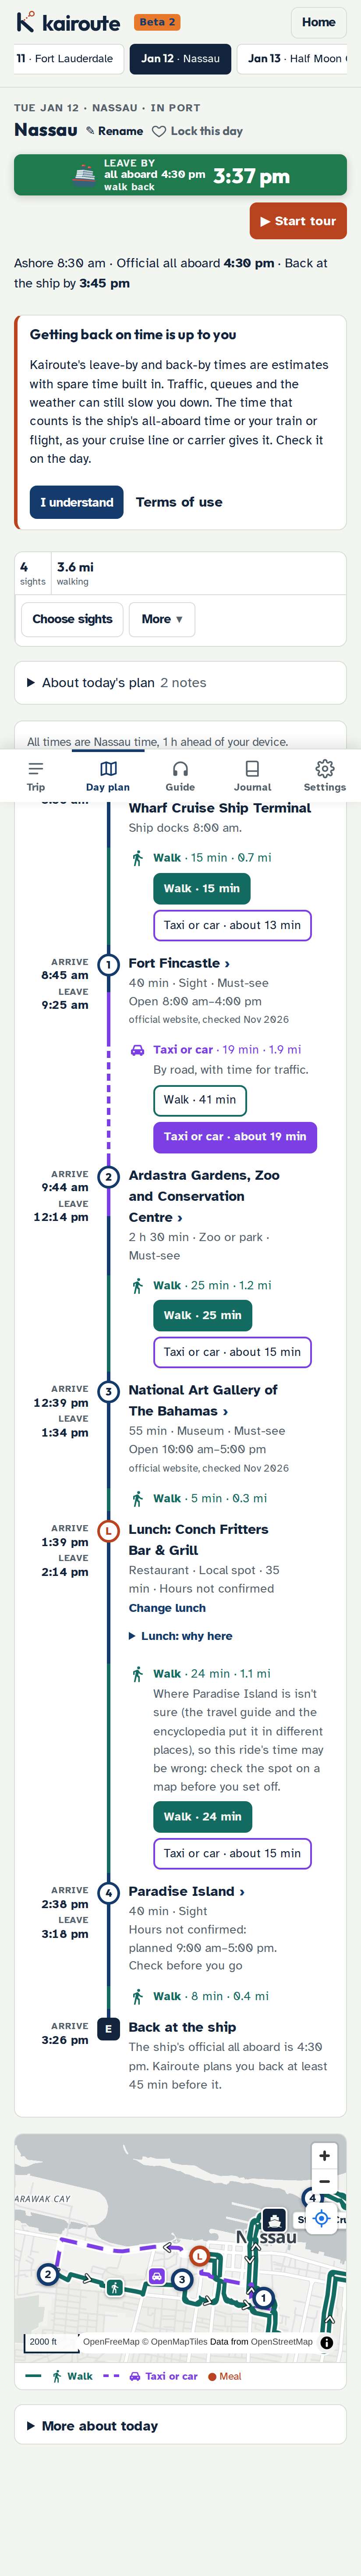 kairoute
Beta 2
Home
11 · Fort Lauderdale
Jan 12 · Nassau
Jan 13 · Half Moon
TUE JAN 12 · NASSAU · IN PORT
Nassau ✎ Rename Lock this day
LEAVE BY
all aboard 4:30 pm
walk back
3:37 pm
▶ Start tour
Ashore 8:30 am · Official all aboard 4:30 pm · Back at
the ship by 3:45 pm
Getting back on time is up to you
Kairoute's leave-by and back-by times are estimates
with spare time built in. Traffic, queues and the
weather can still slow you down. The time that
counts is the ship's all-aboard time or your train or
flight, as your cruise line or carrier gives it. Check it
on the day.
I understand
Terms of use
4
sights
3.6 mi
walking
Choose sights
More ▾
▶ About today's plan 2 notes
All times are Nassau time, 1 h ahead of your device.
Trip
Day plan
Guide
Journal
Settings
Wharf Cruise Ship Terminal
Ship docks 8:00 am.
Walk · 15 min · 0.7 mi
Walk · 15 min
Taxi or car · about 13 min
ARRIVE
8:45 am
LEAVE
9:25 am
1
Fort Fincastle ›
40 min · Sight · Must-see
Open 8:00 am–4:00 pm
official website, checked Nov 2026
Taxi or car · 19 min · 1.9 mi
By road, with time for traffic.
Walk · 41 min
Taxi or car · about 19 min
ARRIVE
9:44 am
LEAVE
12:14 pm
2
Ardastra Gardens, Zoo
and Conservation
Centre ›
2 h 30 min · Zoo or park ·
Must-see
Walk · 25 min · 1.2 mi
Walk · 25 min
Taxi or car · about 15 min
ARRIVE
12:39 pm
LEAVE
1:34 pm
3
National Art Gallery of
The Bahamas ›
55 min · Museum · Must-see
Open 10:00 am–5:00 pm
official website, checked Nov 2026
Walk · 5 min · 0.3 mi
ARRIVE
1:39 pm
LEAVE
2:14 pm
L
Lunch: Conch Fritters
Bar & Grill
Restaurant · Local spot · 35
min · Hours not confirmed
Change lunch
▶ Lunch: why here
Walk · 24 min · 1.1 mi
Where Paradise Island is isn't
sure (the travel guide and the
encyclopedia put it in different
places), so this ride's time may
be wrong: check the spot on a
map before you set off.
Walk · 24 min
Taxi or car · about 15 min
ARRIVE
2:38 pm
LEAVE
3:18 pm
4
Paradise Island ›
40 min · Sight
Hours not confirmed:
planned 9:00 am–5:00 pm.
Check before you go
Walk · 8 min · 0.4 mi
ARRIVE
3:26 pm
E
Back at the ship
The ship's official all aboard is 4:30
pm. Kairoute plans you back at least
45 min before it.
+
−
ARAWAK CAY
4
Nassau
L
2
3
1
2000 ft
OpenFreeMap © OpenMapTiles Data from OpenStreetMap
Walk
Taxi or car
Meal
▶ More about today